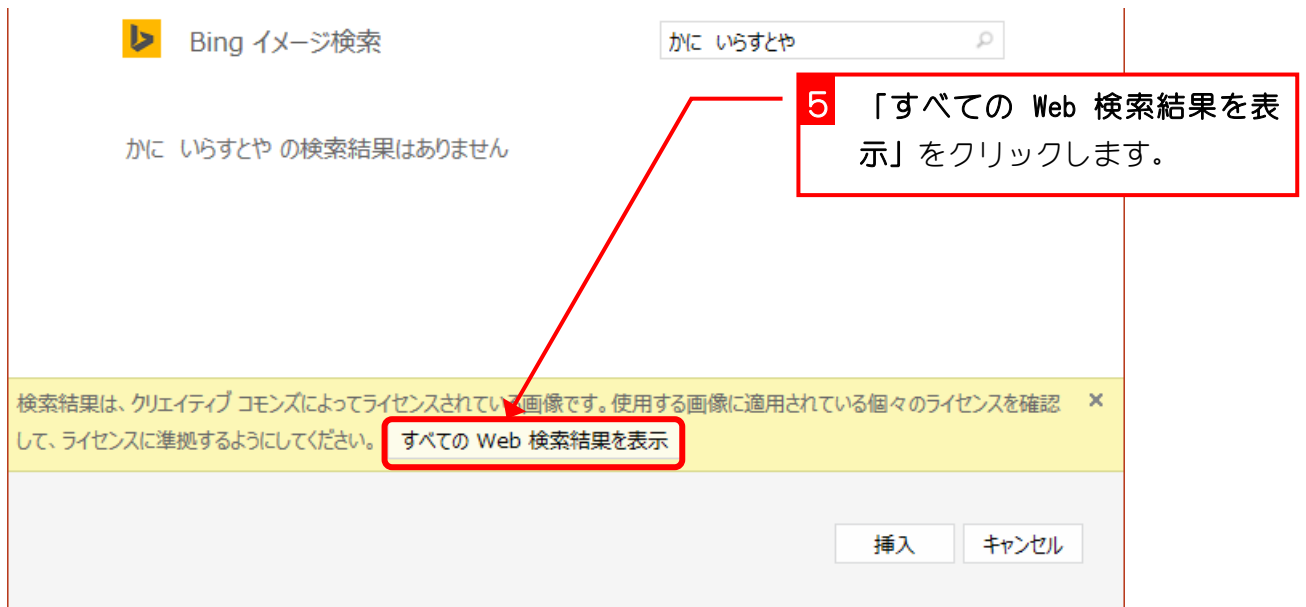 Bing イメージ検索
かに いらすとや
5 「すべての Web 検索結果を表
示」をクリックします。
かに いらすとや の検索結果はありません
検索結果は、クリエイティブ コモンズによってライセンスされている画像です。使用する画像に適用されている個々のライセンスを確認
して、ライセンスに準拠するようにしてください。 すべての Web 検索結果を表示
挿入 キャンセル